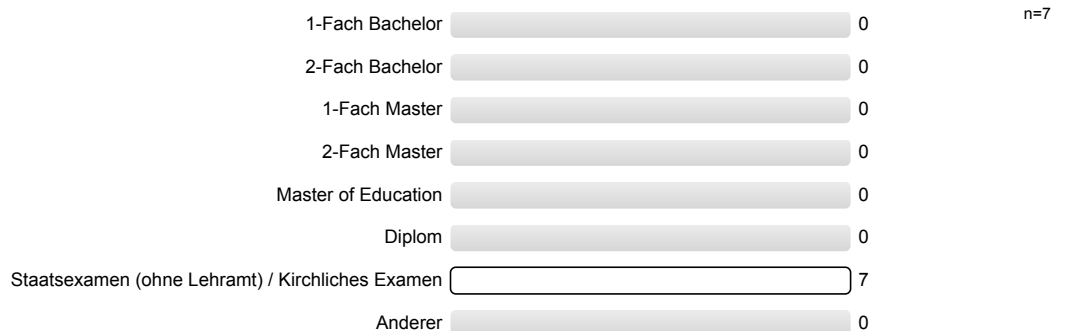 1-Fach Bachelor 0 n=7
2-Fach Bachelor 0
1-Fach Master 0
2-Fach Master 0
Master of Education 0
Diplom 0
Staatsexamen (ohne Lehramt) / Kirchliches Examen 7
Anderer 0